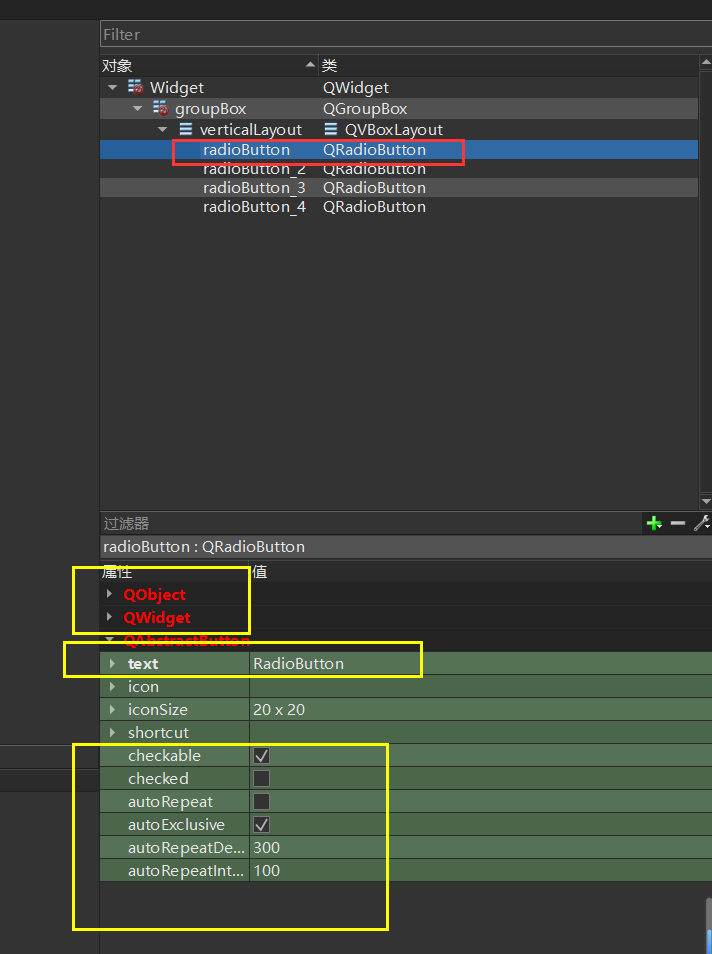 Filter
对象 类
Widget QWidget
groupBox QGroupBox
verticalLayout QVBoxLayout
radioButton QRadioButton
radioButton_2 QRadioButton
radioButton_3 QRadioButton
radioButton_4 QRadioButton
过滤器
radioButton : QRadioButton
属性 值
QObject
QWidget
QAbstractButton
text RadioButton
icon
iconSize 20 x 20
shortcut
checkable
checked
autoRepeat
autoExclusive
autoRepeatDe... 300
autoRepeatInt... 100